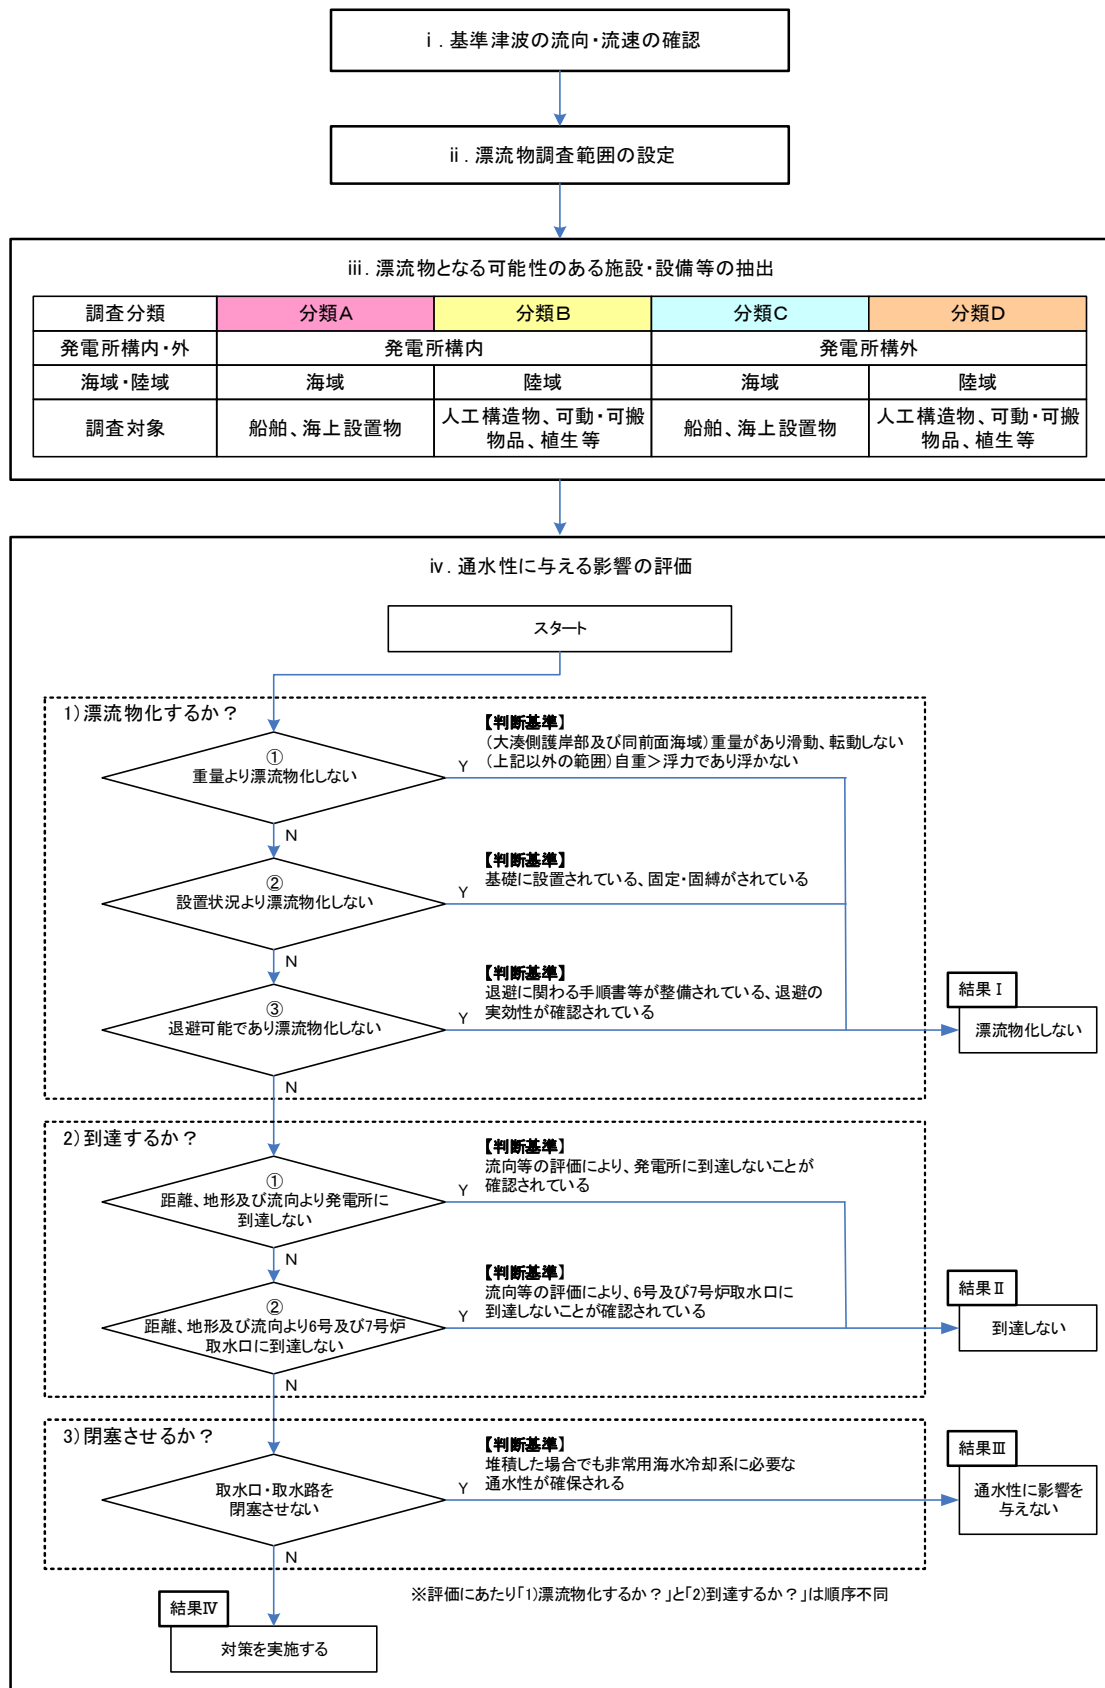 ⅰ．基準津波の流向・流速の確認
ⅱ．漂流物調査範囲の設定
ⅲ．漂流物となる可能性のある施設・設備等の抽出
調査分類 分類A 分類B 分類C 分類D
発電所構内・外 発電所構内 発電所構外
海域・陸域 海域 陸域 海域 陸域
調査対象 船舶、海上設置物 人工構造物、可動・可搬 船舶、海上設置物 人工構造物、可動・可搬
物品、植生等 物品、植生等
ⅳ．通水性に与える影響の評価
スタート
1)漂流物化するか？
【判断基準】
(大湊側護岸部及び同前面海域)重量があり滑動、転動しない
(上記以外の範囲)自重＞浮力であり浮かない
①
重量より漂流物化しない
Y
N
【判断基準】
基礎に設置されている、固定・固縛がされている
②
設置状況より漂流物化しない
Y
N
【判断基準】
退避に関わる手順書等が整備されている、退避の
実効性が確認されている
③
退避可能であり漂流物化しない
Y
N
結果Ⅰ
漂流物化しない
2)到達するか？
【判断基準】
流向等の評価により、発電所に到達しないことが
確認されている
①
距離、地形及び流向より発電所に
到達しない
Y
N
【判断基準】
流向等の評価により、6号及び7号炉取水口に
到達しないことが確認されている
②
距離、地形及び流向より6号及び7号炉
取水口に到達しない
Y
N
結果Ⅱ
到達しない
3)閉塞させるか？
【判断基準】
堆積した場合でも非常用海水冷却系に必要な
通水性が確保される
取水口・取水路を
閉塞させない
Y
N
結果Ⅲ
通水性に影響を
与えない
※評価にあたり「1)漂流物化するか？」と「2)到達するか？」は順序不同
結果Ⅳ
対策を実施する